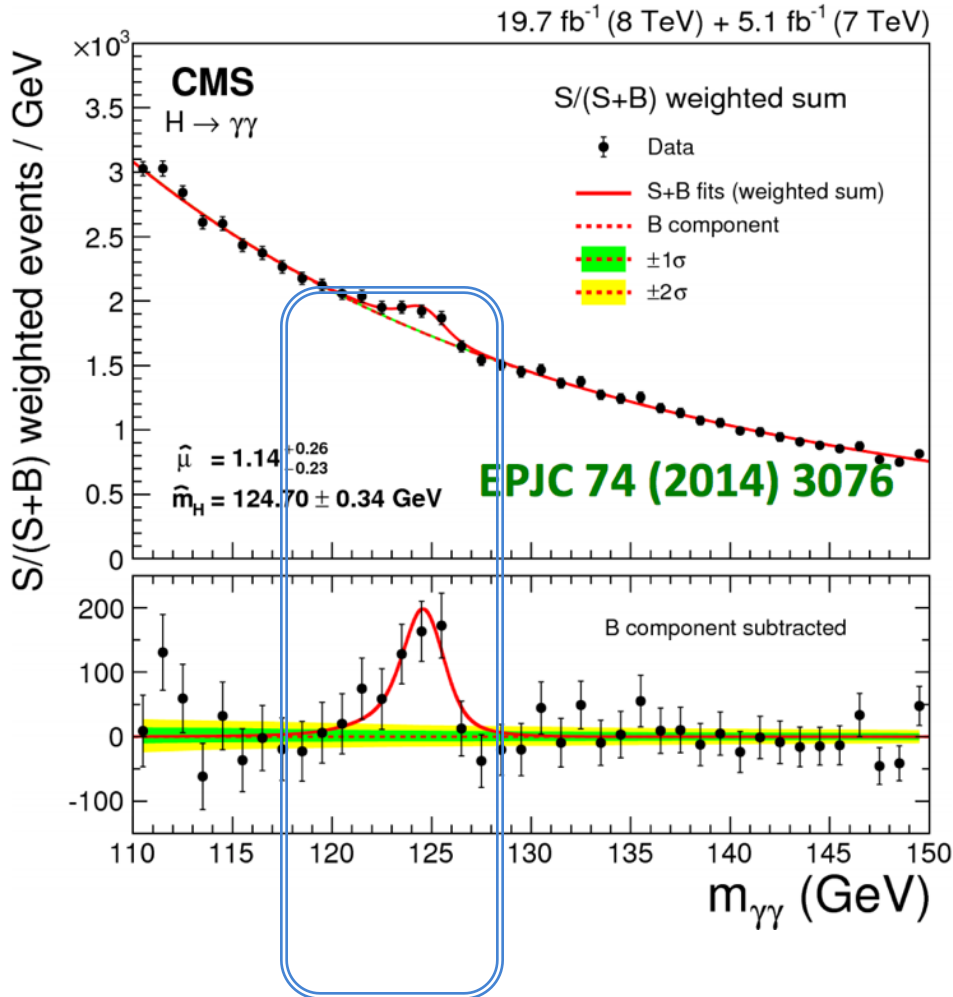 19.7 fb⁻¹ (8 TeV) + 5.1 fb⁻¹ (7 TeV)
×10³
S/(S+B) weighted events / GeV
CMS
H → γγ
S/(S+B) weighted sum
Data
S+B fits (weighted sum)
B component
±1σ
±2σ
3.5
3
2.5
2
1.5
1
0.5
0
μ̂ = 1.14 +0.26 −0.23
m̂_H = 124.70 ± 0.34 GeV
EPJC 74 (2014) 3076
B component subtracted
200
100
0
-100
110 115 120 125 130 135 140 145 150
m_γγ (GeV)